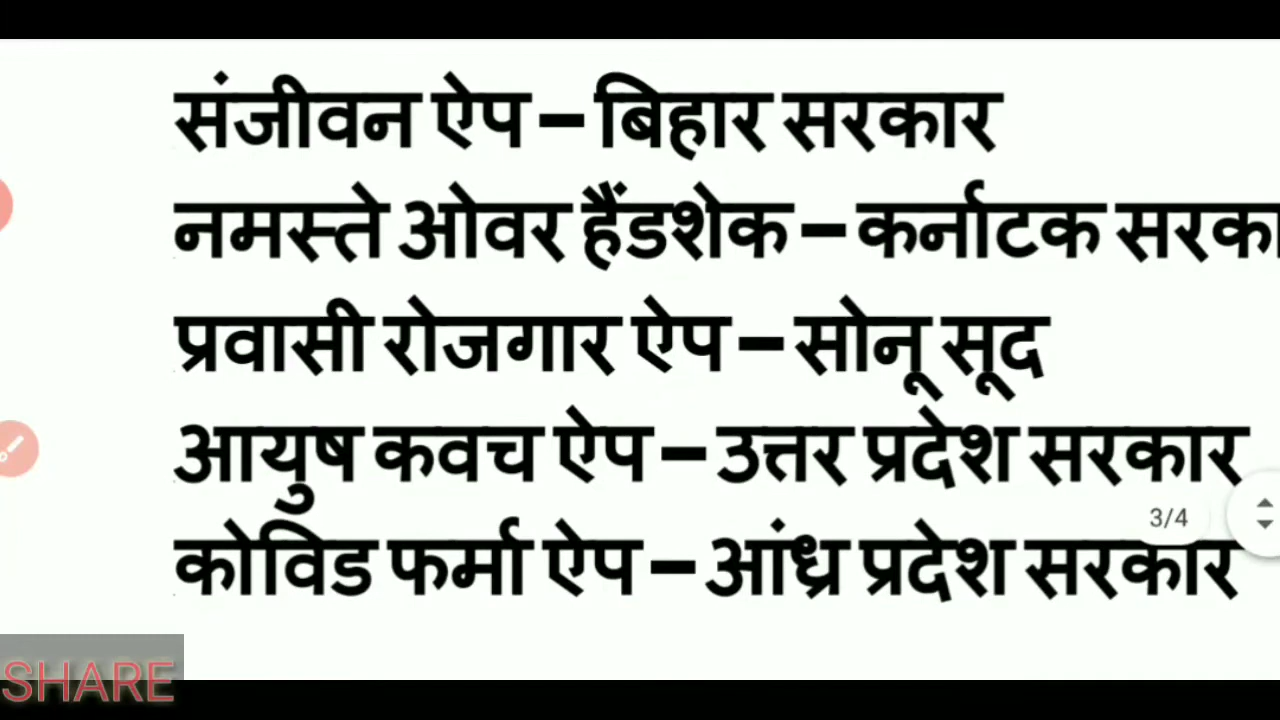 संजीवन ऐप – बिहार सरकार
नमस्ते ओवर हैंडशेक – कर्नाटक सरका
प्रवासी रोजगार ऐप – सोनू सूद
आयुष कवच ऐप – उत्तर प्रदेश सरकार
3/4
कोविड फर्मा ऐप – आंध्र प्रदेश सरकार
SHARE